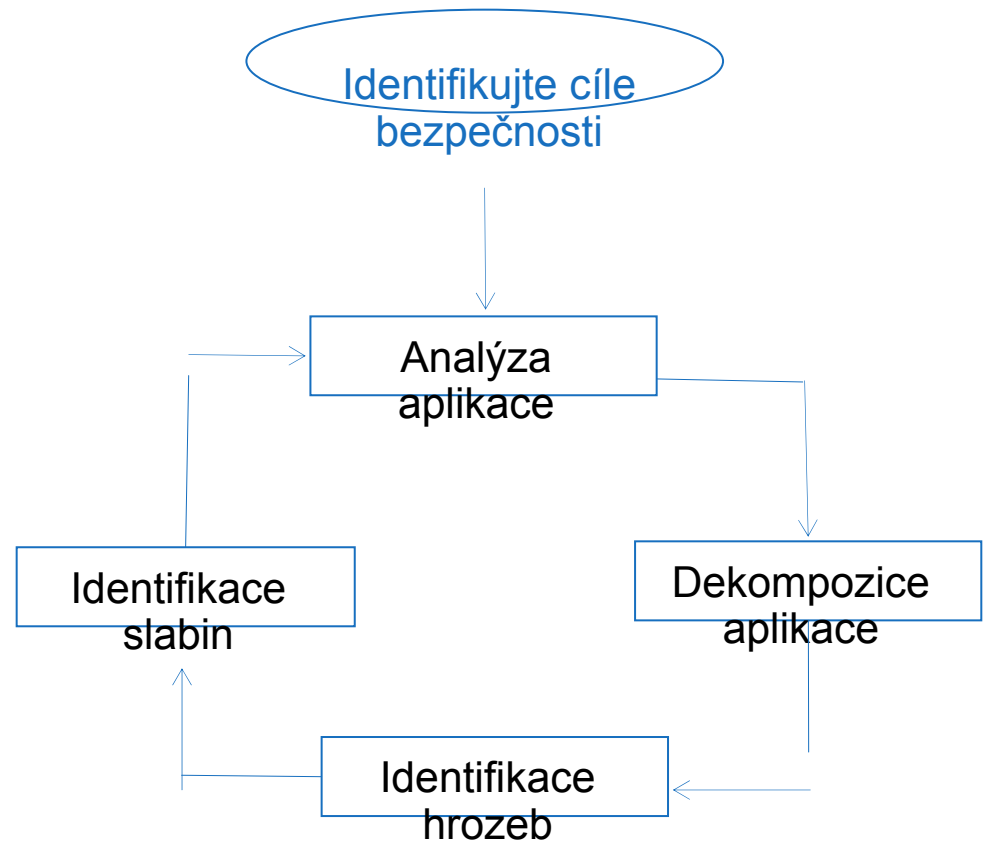 Identifikujte cíle
bezpečnosti
Analýza
aplikace
Identifikace
slabin
Dekompozice
aplikace
Identifikace
hrozeb